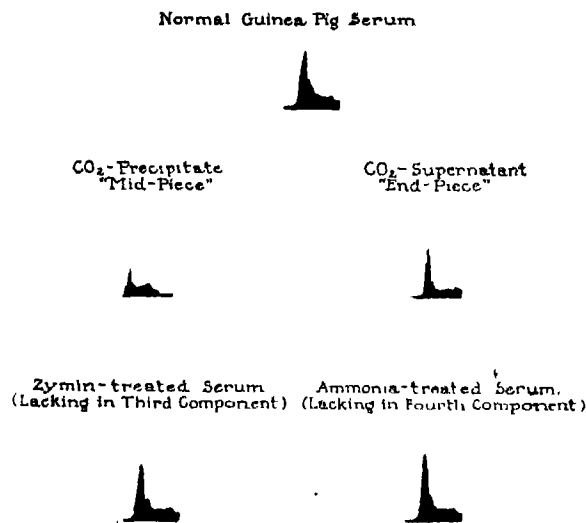 Normal Guinea Pig Serum
CO₂-Precipitate
"Mid-Piece"
CO₂-Supernatant
"End-Piece"
Zymin-treated Serum
(Lacking in Third Component)
Ammonia-treated Serum.
(Lacking in Fourth Component)